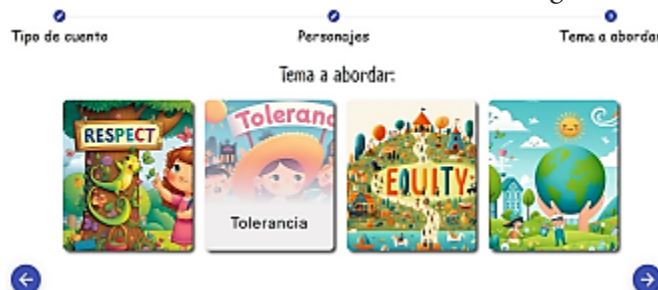 Tipo de cuento
Personajes
Tema a abordar
Tema a abordar:
RESPECT
Toleranc
Tolerancia
EQUITY